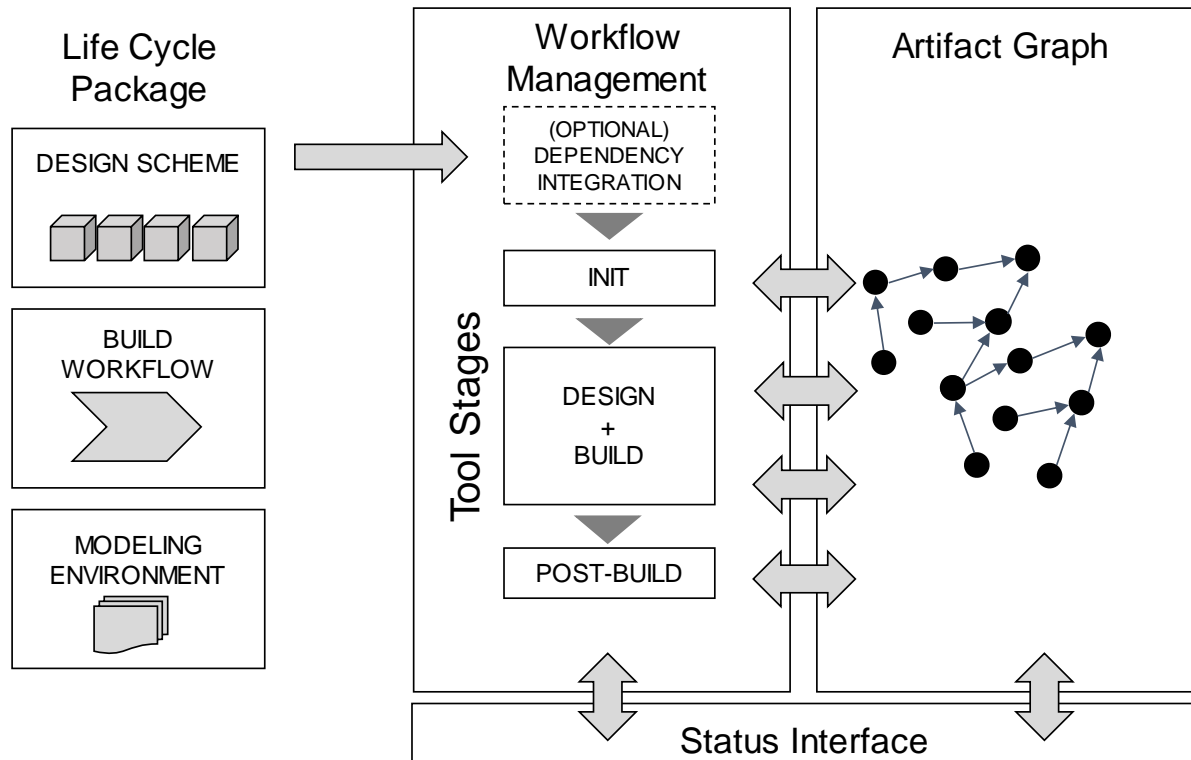 Life Cycle
Package
DESIGN SCHEME
BUILD
WORKFLOW
MODELING
ENVIRONMENT
Workflow
Management
(OPTIONAL)
DEPENDENCY
INTEGRATION
INIT
DESIGN
+
BUILD
POST-BUILD
Tool Stages
Artifact Graph
Status Interface